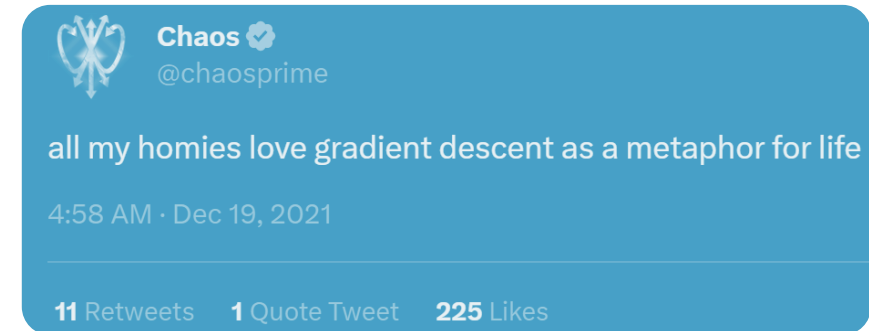 Chaos
@chaosprime
all my homies love gradient descent as a metaphor for life
4:58 AM · Dec 19, 2021
11 Retweets 1 Quote Tweet 225 Likes